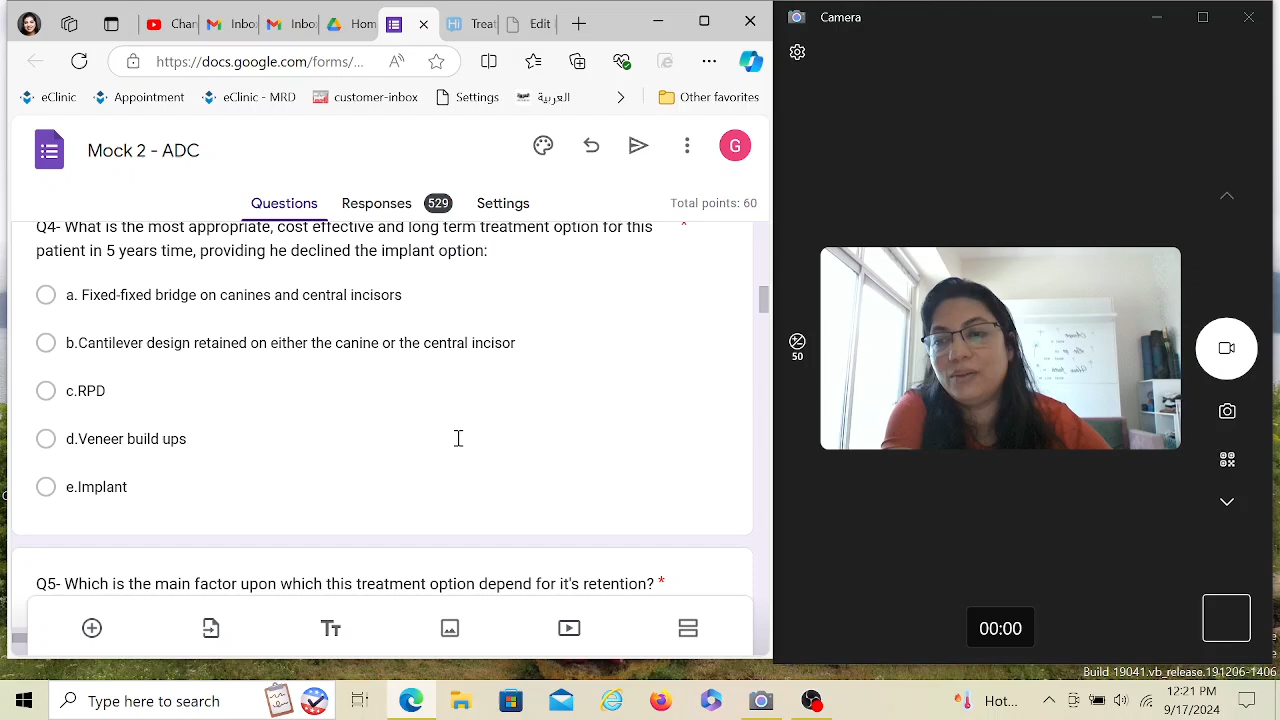 Char
Inbo
Inbo
Hom
Hi
Treat
Edit
Camera
https://docs.google.com/forms/...
eClinic
Appointment
eClinic - MRD
customer-inbox
Settings
العربية
Other favorites
Mock 2 - ADC
G
Questions
Responses
529
Settings
Total points: 60
Q4- What is the most appropriate, cost effective and long term treatment option for this *
patient in 5 years time, providing he declined the implant option:
a. Fixed-fixed bridge on canines and central incisors
b.Cantilever design retained on either the canine or the central incisor
c.RPD
d.Veneer build ups
e.Implant
Q5- Which is the main factor upon which this treatment option depend for it's retention? *
Tт
50
00:00
Build 19041.vb_release.191206-1406
Type here to search
Hot...
12:21 PM
9/17/2024